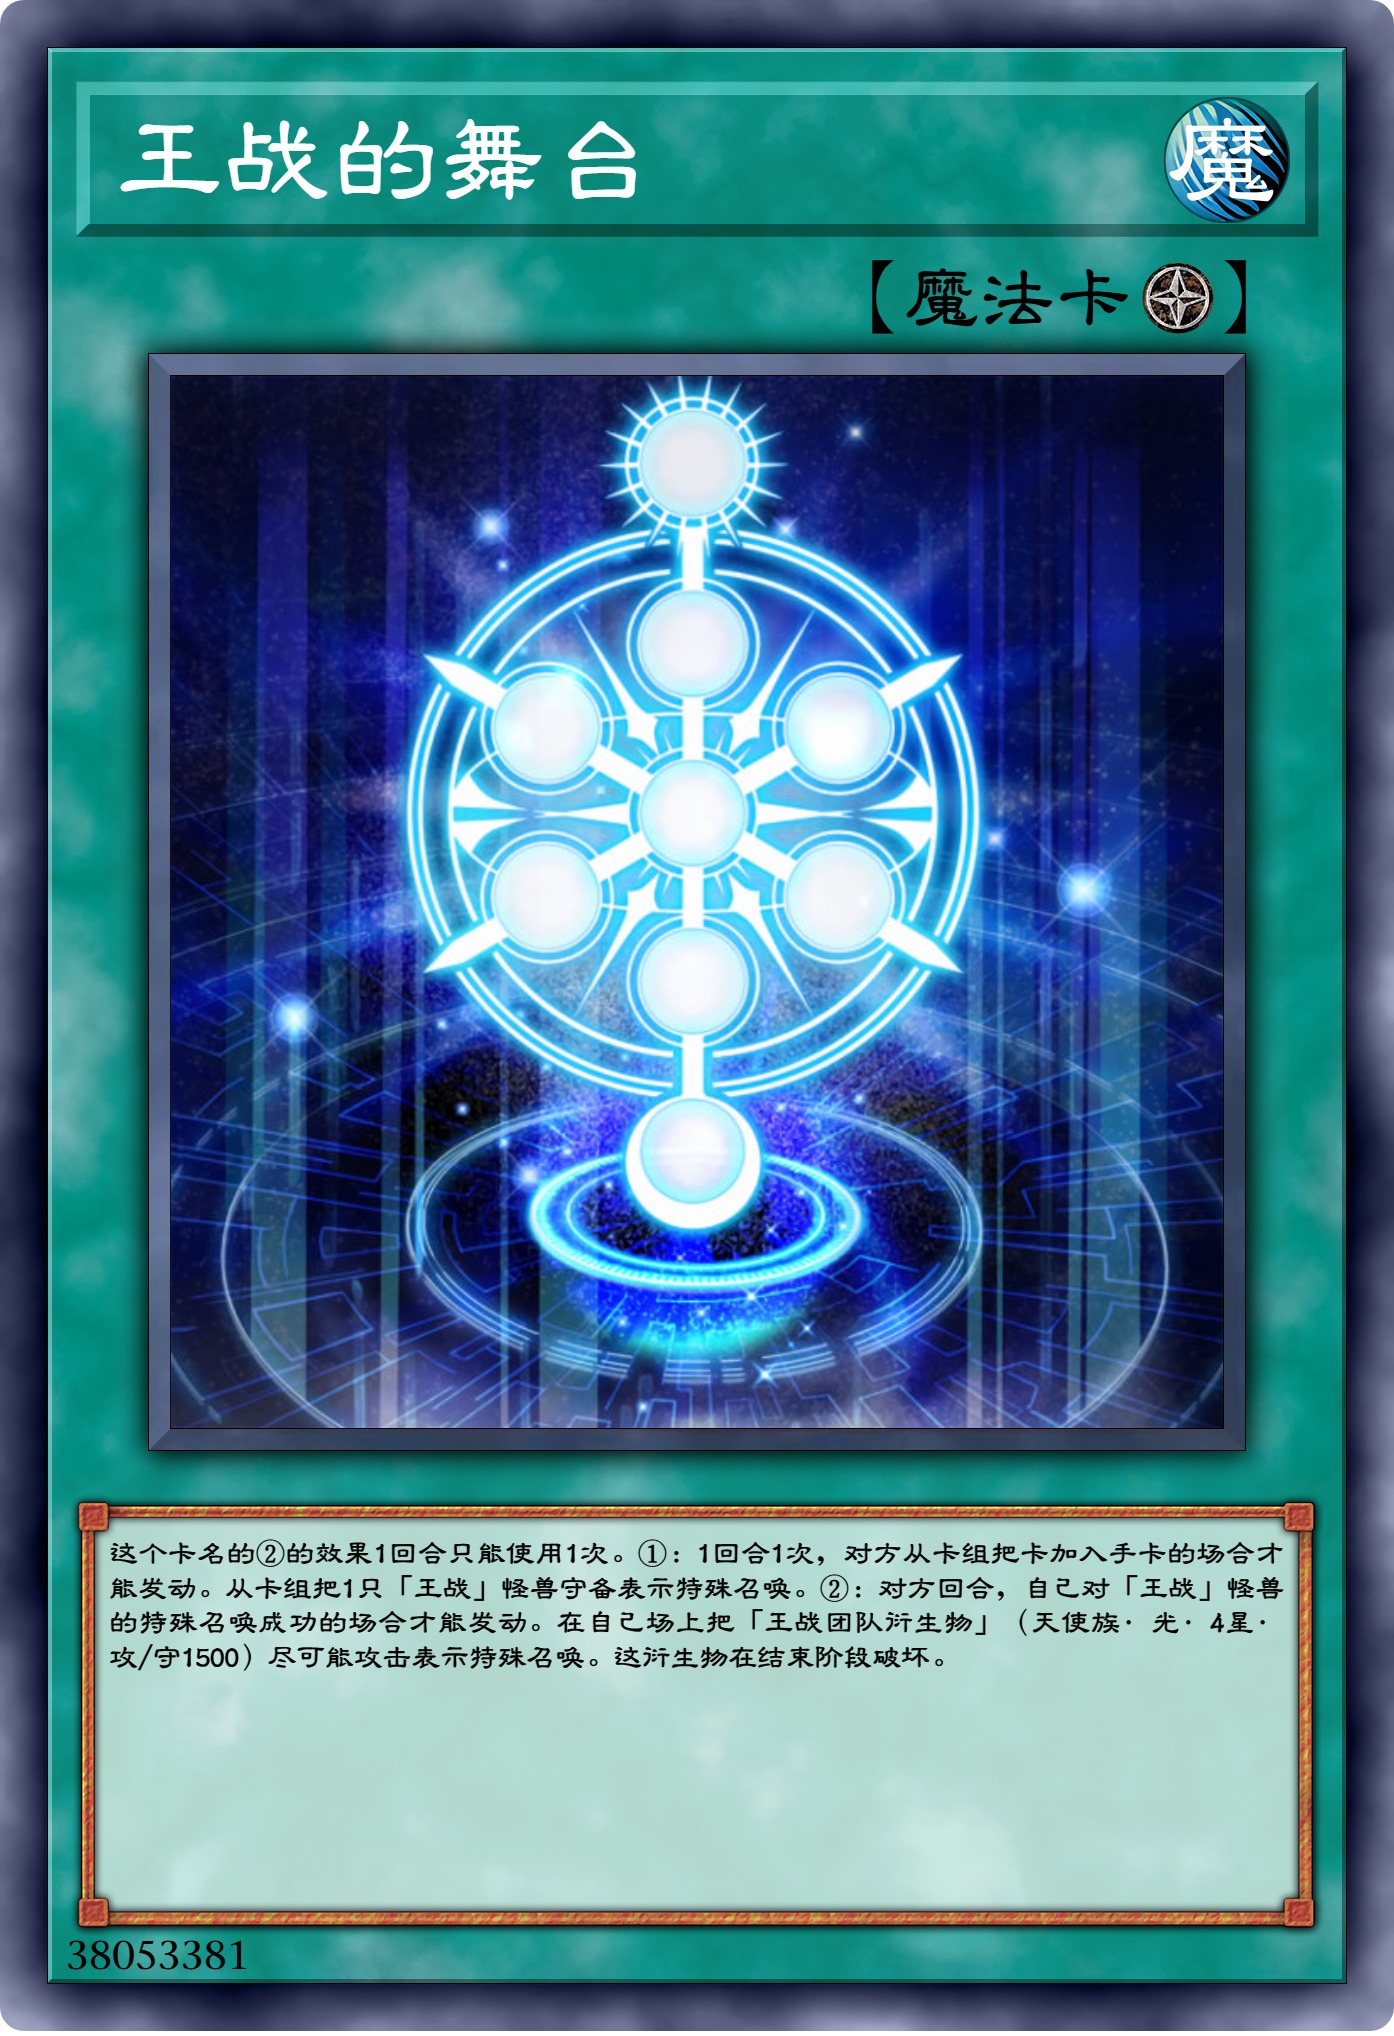 王战的舞台
魔
【魔法卡】
这个卡名的②的效果1回合只能使用1次。①：1回合1次，对方从卡组把卡加入手卡的场合才
能发动。从卡组把1只「王战」怪兽守备表示特殊召唤。②：对方回合，自己对「王战」怪兽
的特殊召唤成功的场合才能发动。在自己场上把「王战团队衍生物」（天使族·光·4星·
攻/守1500）尽可能攻击表示特殊召唤。这衍生物在结束阶段破坏。
38053381